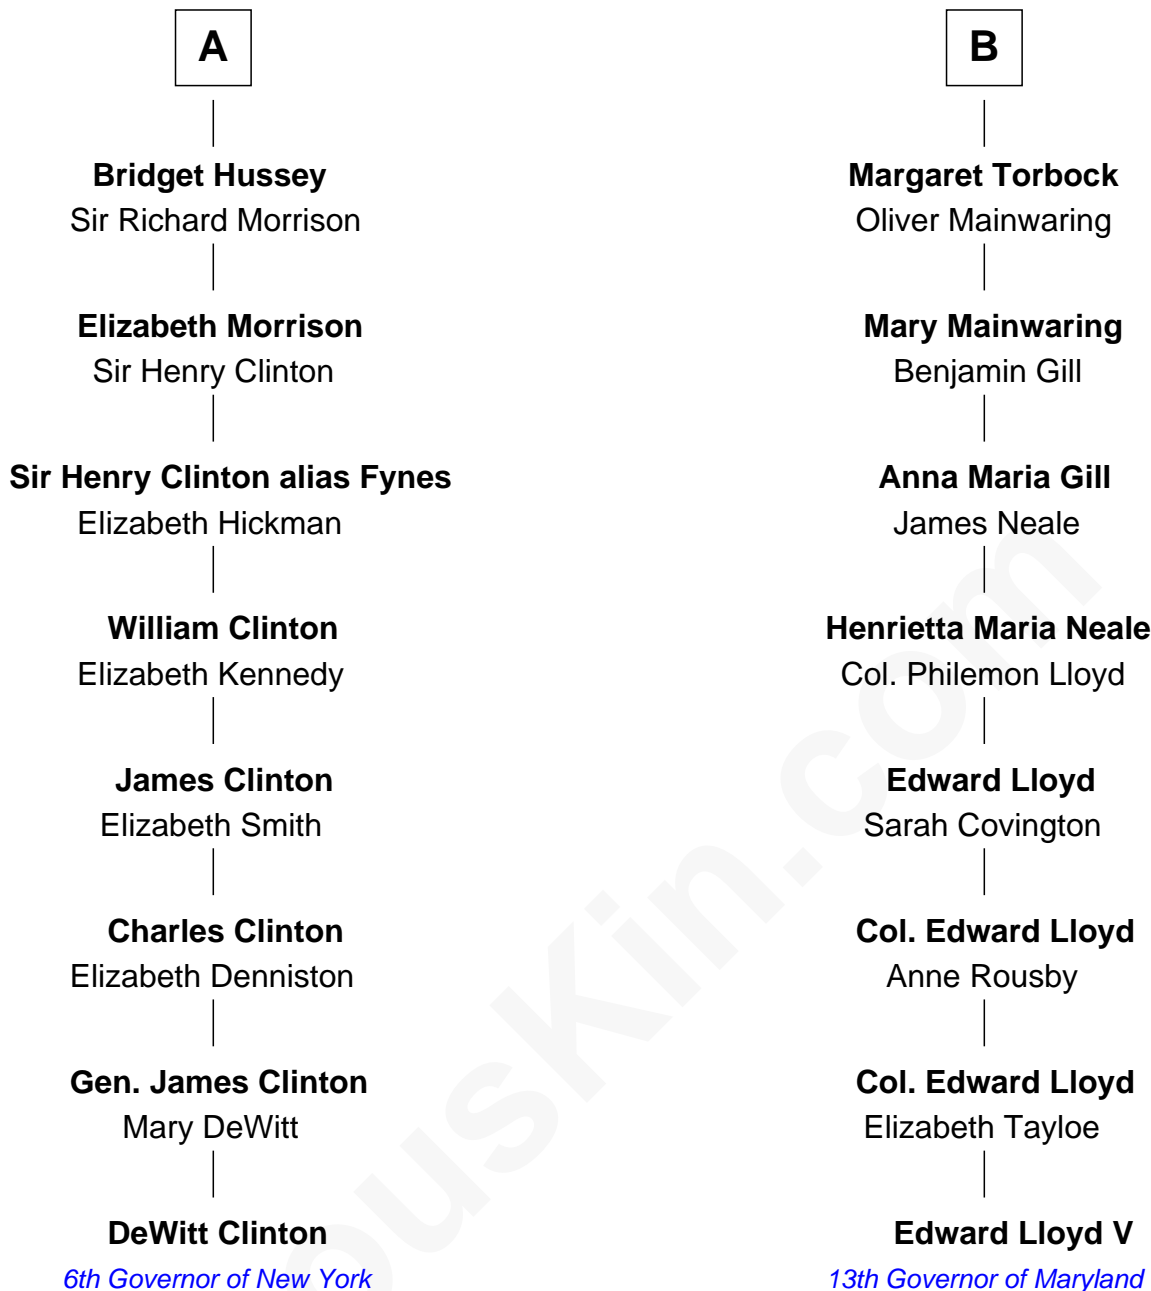 A
Bridget Hussey
Sir Richard Morrison
Elizabeth Morrison
Sir Henry Clinton
Sir Henry Clinton alias Fynes
Elizabeth Hickman
William Clinton
Elizabeth Kennedy
James Clinton
Elizabeth Smith
Charles Clinton
Elizabeth Denniston
Gen. James Clinton
Mary DeWitt
DeWitt Clinton
6th Governor of New York
B
Margaret Torbock
Oliver Mainwaring
Mary Mainwaring
Benjamin Gill
Anna Maria Gill
James Neale
Henrietta Maria Neale
Col. Philemon Lloyd
Edward Lloyd
Sarah Covington
Col. Edward Lloyd
Anne Rousby
Col. Edward Lloyd
Elizabeth Tayloe
Edward Lloyd V
13th Governor of Maryland
ousKin.com